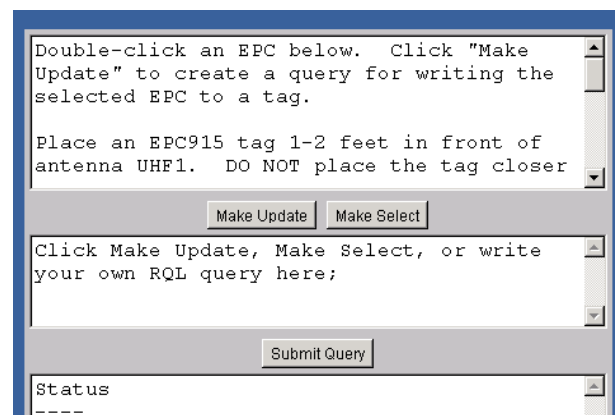 Double-click an EPC below.  Click "Make
Update" to create a query for writing the
selected EPC to a tag.

Place an EPC915 tag 1-2 feet in front of
antenna UHF1.  DO NOT place the tag closer
Make Update Make Select
Click Make Update, Make Select, or write
your own RQL query here;
Submit Query
Status
----